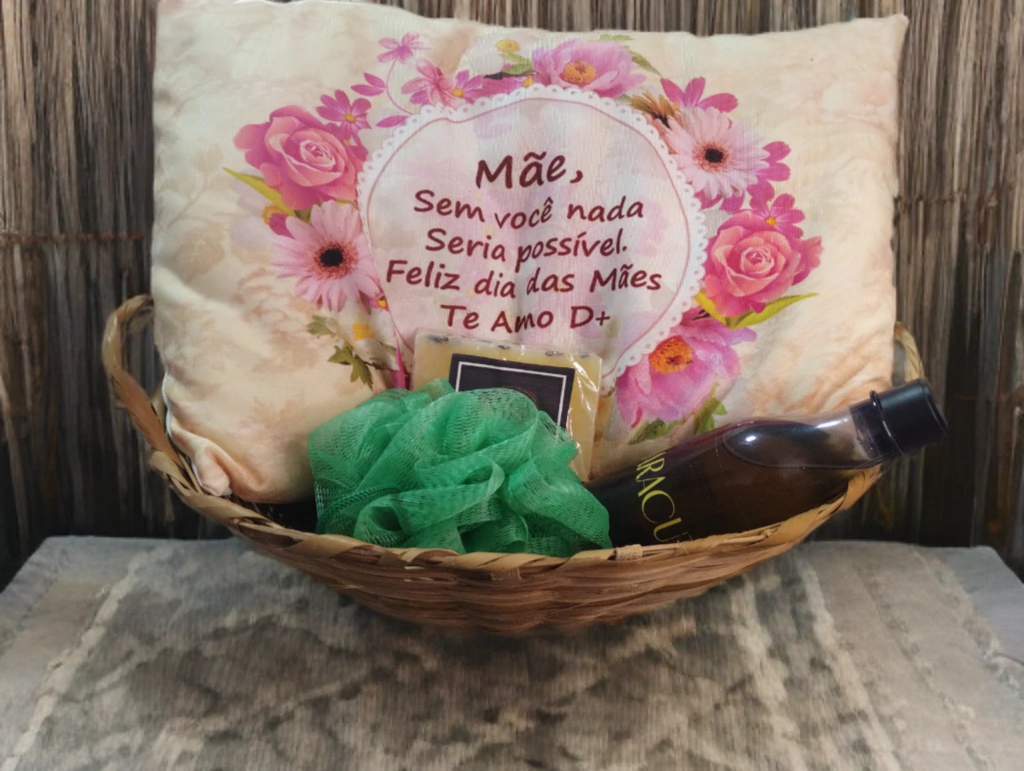 Mãe,
Sem você nada
Seria possível.
Feliz dia das Mães
Te Amo D+